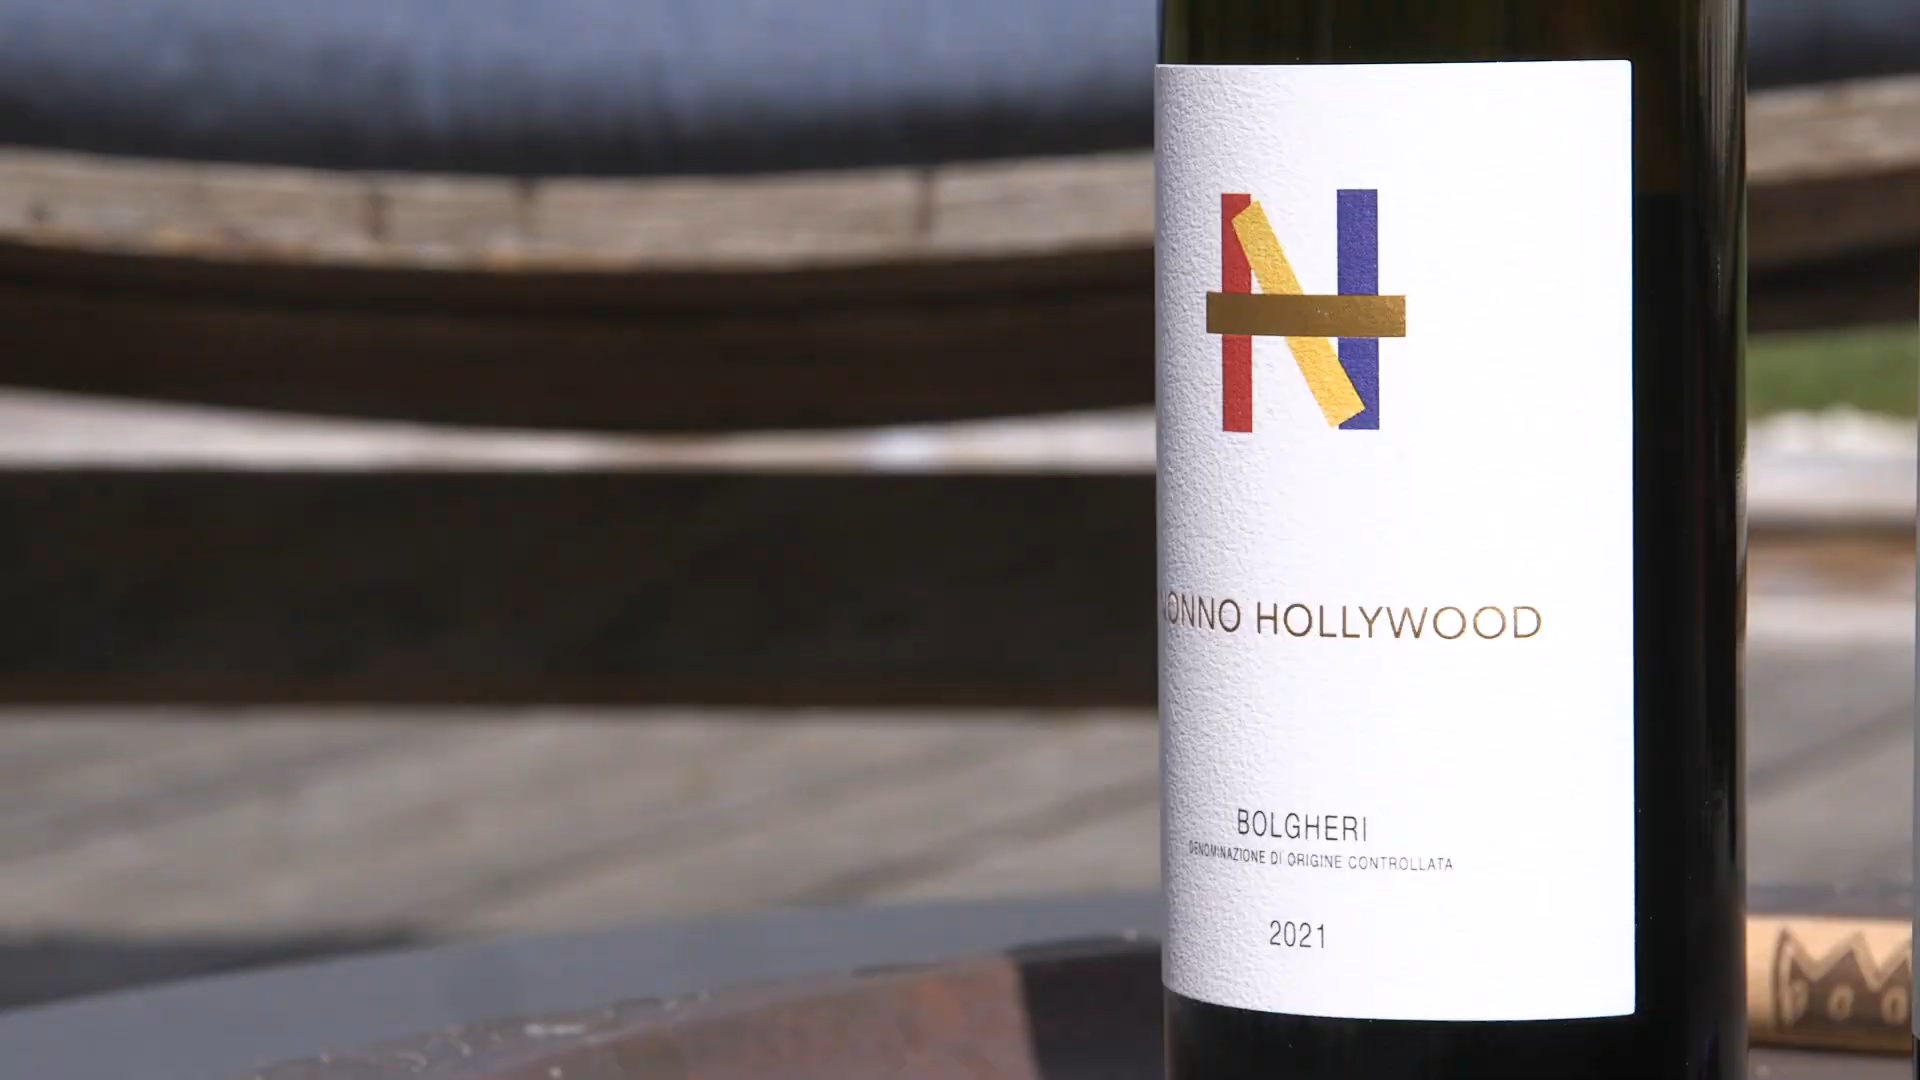 N
NONNO HOLLYWOOD
BOLGHERI
DENOMINAZIONE DI ORIGINE CONTROLLATA
2021